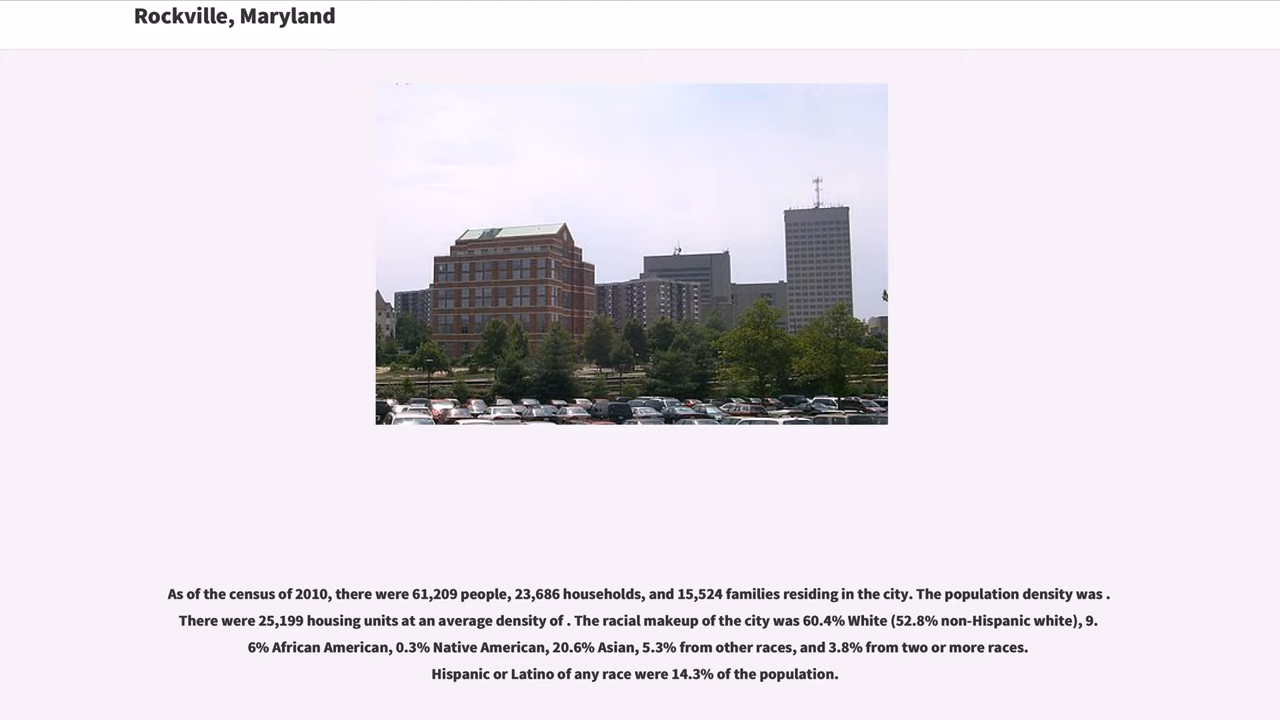 Rockville, Maryland
As of the census of 2010, there were 61,209 people, 23,686 households, and 15,524 families residing in the city. The population density was .
There were 25,199 housing units at an average density of . The racial makeup of the city was 60.4% White (52.8% non-Hispanic white), 9.
6% African American, 0.3% Native American, 20.6% Asian, 5.3% from other races, and 3.8% from two or more races.
Hispanic or Latino of any race were 14.3% of the population.